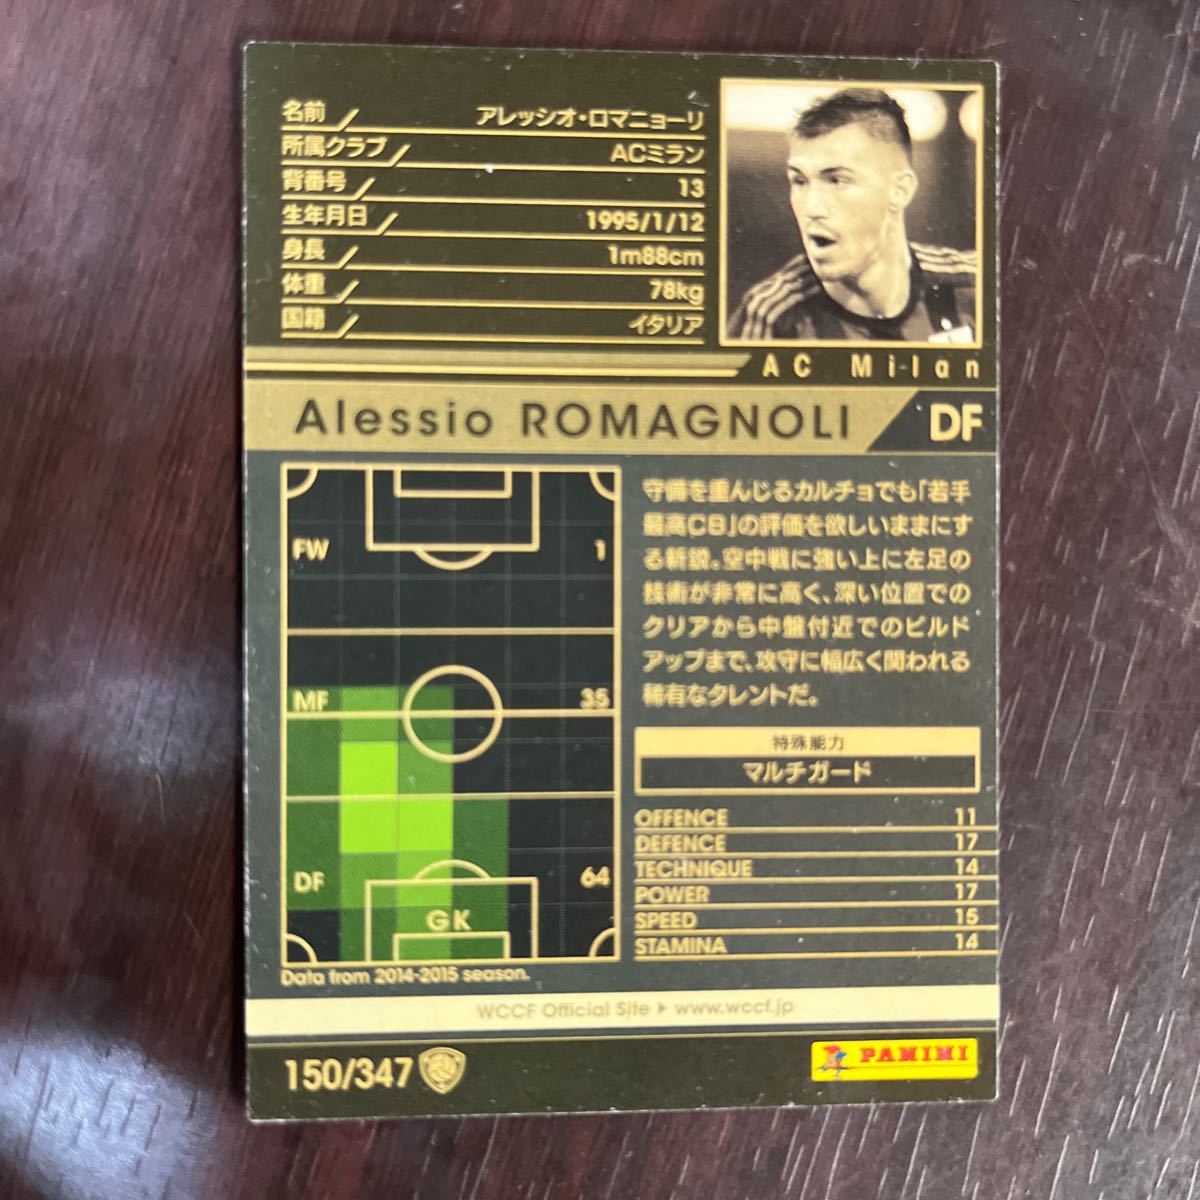 名前 アレッシオ・ロマニョーリ
所属クラブ ACミラン
背番号 13
生年月日 1995/1/12
身長 1m88cm
体重 78kg
国籍 イタリア
AC Milan
Alessio ROMAGNOLI DF
FW 1
MF 35
DF 64
GK
Data from 2014-2015 season.
守備を重んじるカルチョでも「若手
最高CB」の評価を欲しいままにす
る新鋭。空中戦に強い上に左足の
技術が非常に高く、深い位置での
クリアから中盤付近でのビルド
アップまで、攻守に幅広く関われる
稀有なタレントだ。
特殊能力
マルチガード
OFFENCE 11
DEFENCE 17
TECHNIQUE 14
POWER 17
SPEED 15
STAMINA 14
WCCF Official Site ▶ www.wccf.jp
150/347
PANINI